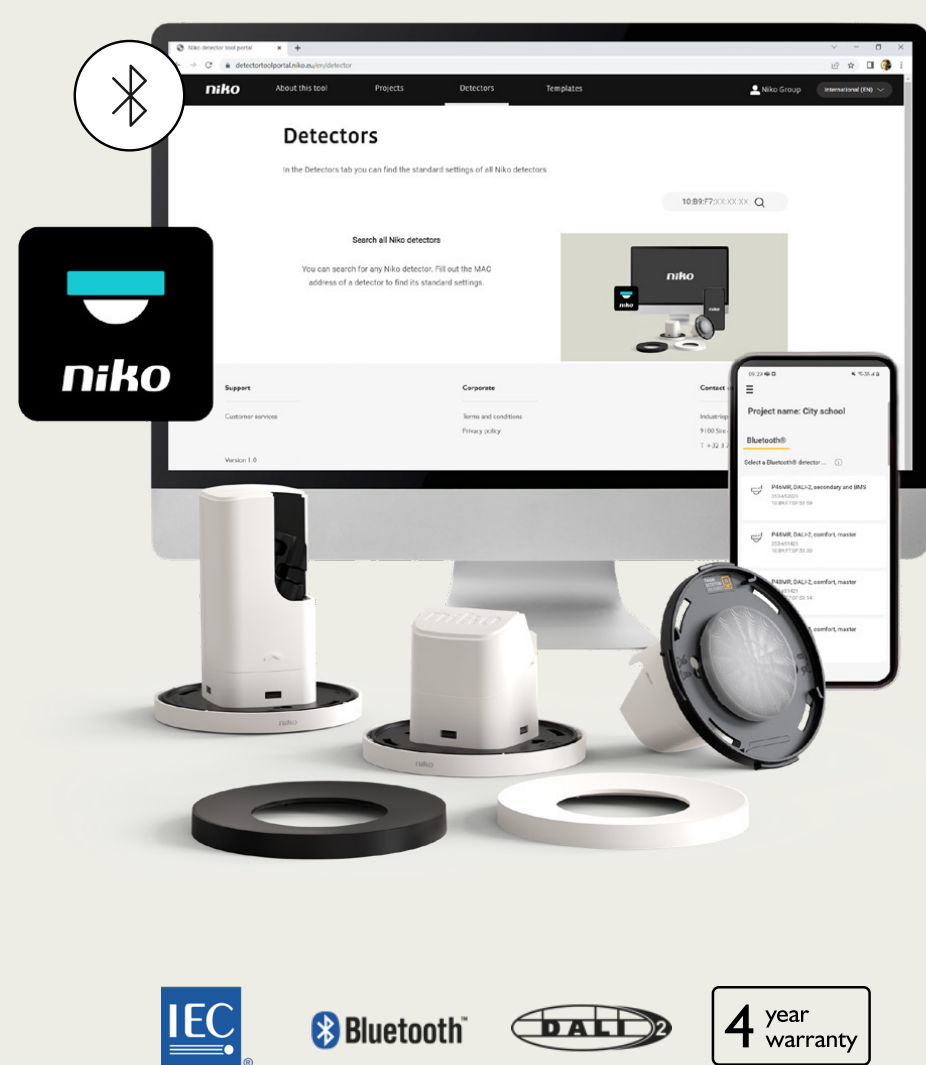 Niko detector tool portal
detectortoolportal.niko.eu/en/detector
niko
About this tool
Projects
Detectors
Templates
Niko Group
International (EN)
Detectors
In the Detectors tab you can find the standard settings of all Niko detectors
10:B9:F7:XX:XX:XX
Search all Niko detectors
You can search for any Niko detector. Fill out the MAC
address of a detector to find its standard settings.
niko
niko
niko
Support
Corporate
Contact
Customer services
Terms and conditions
Privacy policy
Version 1.0
09:29
Project name: City school
Bluetooth®
Select a Bluetooth® detector ...
P46MR, DALI-2, secondary and BMS
P48MR, DALI-2, comfort, master
P48MR, DALI-2, comfort, master
comfort, master
niko
niko
niko
IEC
®
Bluetooth™
DALI 2
4 year
warranty